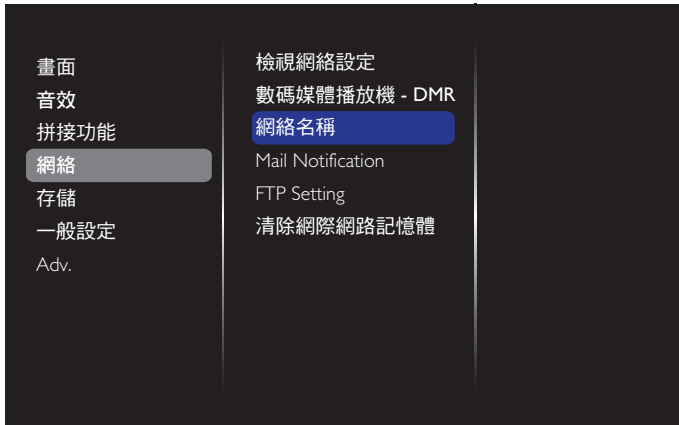 畫面
音效
拼接功能
網絡
存儲
一般設定
Adv.
檢視網絡設定
數碼媒體播放機 - DMR
網絡名稱
Mail Notification
FTP Setting
清除網際網路記憶體